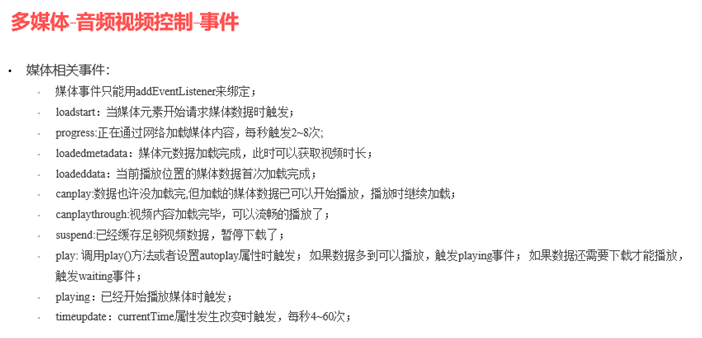 多媒体-音频视频控制-事件
• 媒体相关事件：
- 媒体事件只能用addEventListener来绑定；
- loadstart：当媒体元素开始请求媒体数据时触发；
- progress:正在通过网络加载媒体内容，每秒触发2~8次;
- loadedmetadata：媒体元数据加载完成，此时可以获取视频时长；
- loadeddata：当前播放位置的媒体数据首次加载完成；
- canplay:数据也许没加载完,但加载的媒体数据已可以开始播放，播放时继续加载；
- canplaythrough:视频内容加载完毕，可以流畅的播放了；
- suspend:已经缓存足够视频数据，暂停下载了；
- play: 调用play()方法或者设置autoplay属性时触发； 如果数据多到可以播放，触发playing事件； 如果数据还需要下载才能播放，
触发waiting事件；
- playing：已经开始播放媒体时触发；
- timeupdate：currentTime属性发生改变时触发，每秒4~60次；